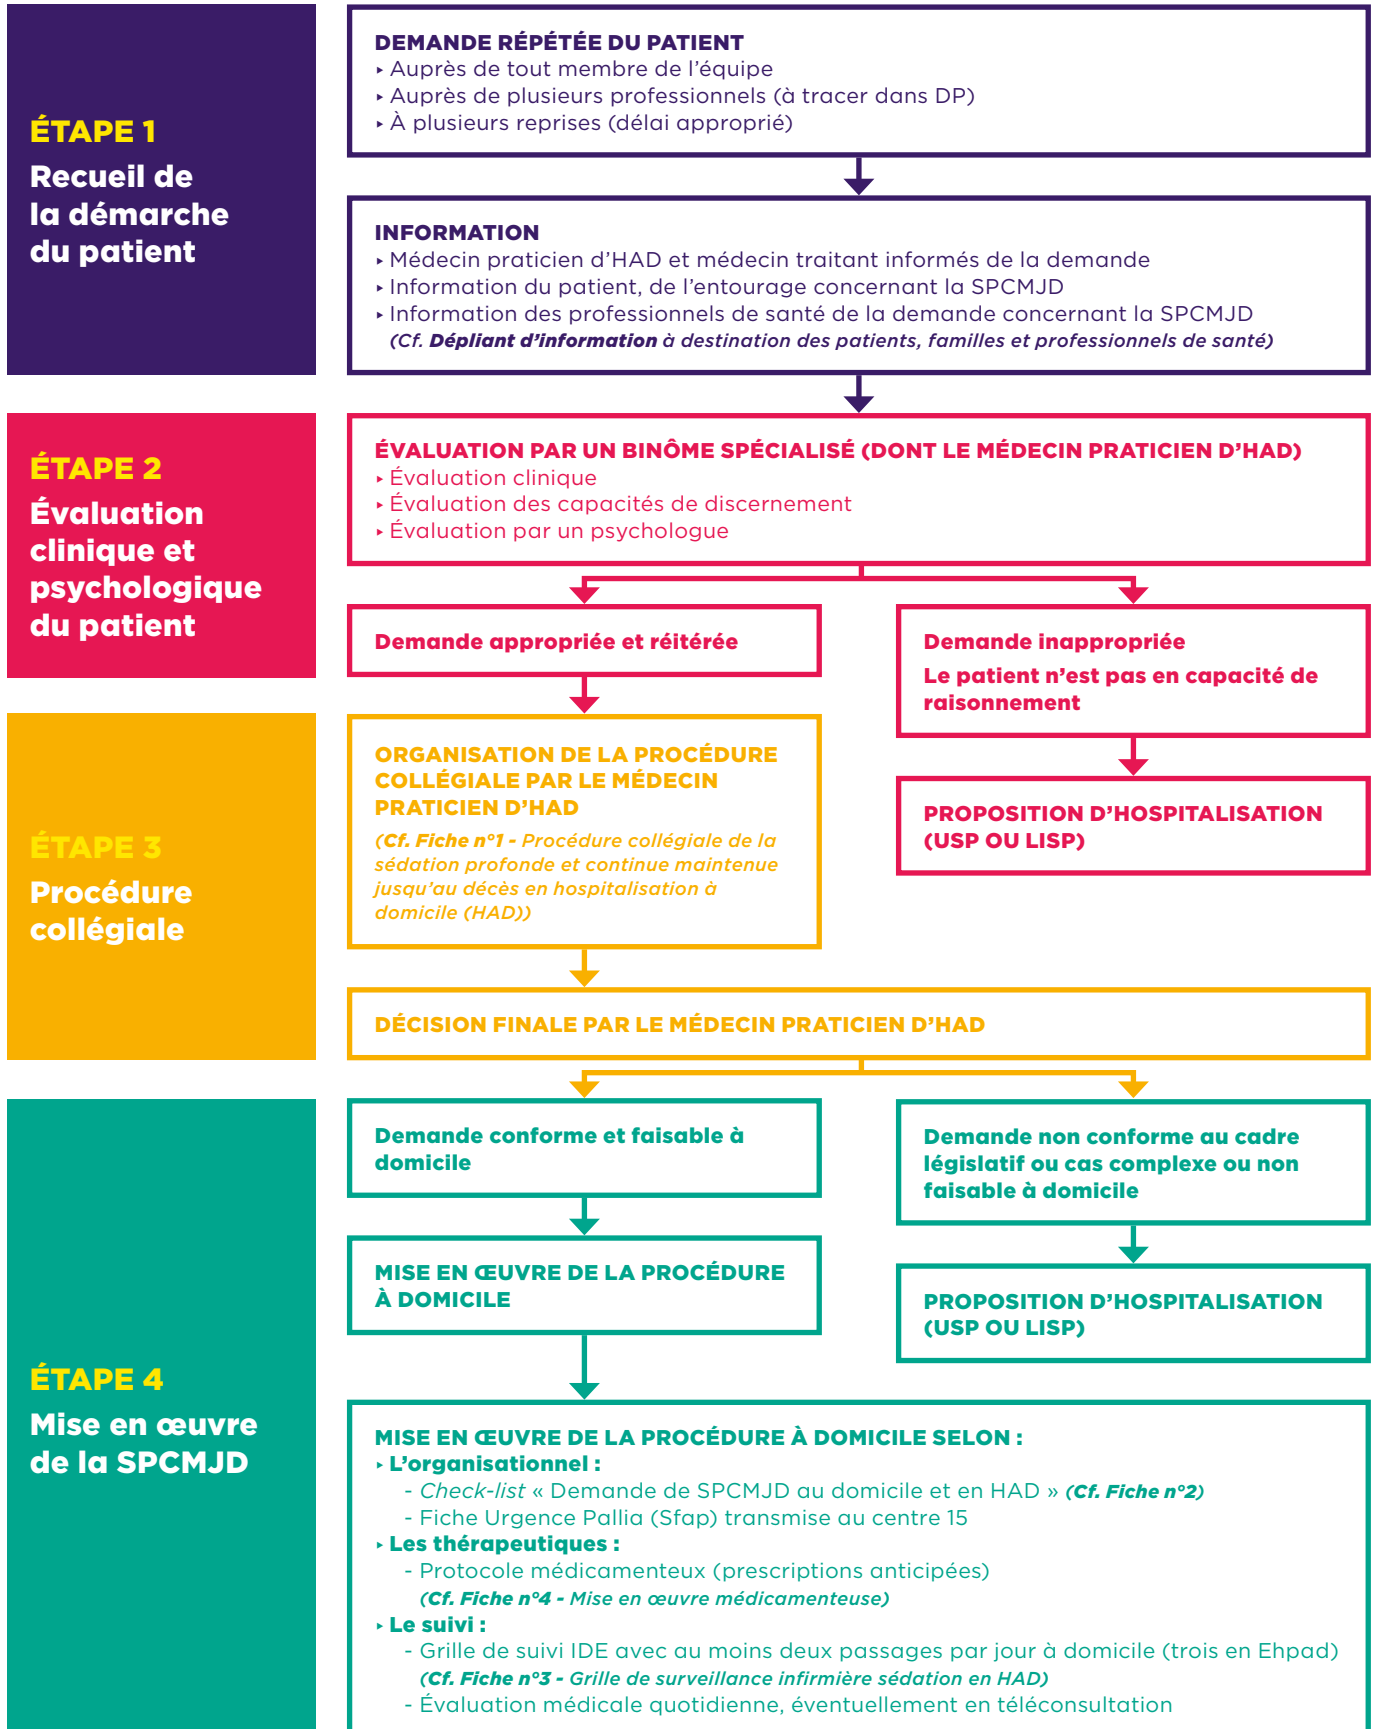 ÉTAPE 1
Recueil de
la démarche
du patient
DEMANDE RÉPÉTÉE DU PATIENT
▸ Auprès de tout membre de l'équipe
▸ Auprès de plusieurs professionnels (à tracer dans DP)
▸ À plusieurs reprises (délai approprié)
INFORMATION
▸ Médecin praticien d'HAD et médecin traitant informés de la demande
▸ Information du patient, de l'entourage concernant la SPCMJD
▸ Information des professionnels de santé de la demande concernant la SPCMJD
(Cf. Dépliant d'information à destination des patients, familles et professionnels de santé)
ÉTAPE 2
Évaluation
clinique et
psychologique
du patient
ÉVALUATION PAR UN BINÔME SPÉCIALISÉ (DONT LE MÉDECIN PRATICIEN D'HAD)
▸ Évaluation clinique
▸ Évaluation des capacités de discernement
▸ Évaluation par un psychologue
Demande appropriée et réitérée
Demande inappropriée
Le patient n'est pas en capacité de
raisonnement
PROPOSITION D'HOSPITALISATION
(USP OU LISP)
ÉTAPE 3
Procédure
collégiale
ORGANISATION DE LA PROCÉDURE
COLLÉGIALE PAR LE MÉDECIN
PRATICIEN D'HAD
(Cf. Fiche n°1 - Procédure collégiale de la
sédation profonde et continue maintenue
jusqu'au décès en hospitalisation à
domicile (HAD))
DÉCISION FINALE PAR LE MÉDECIN PRATICIEN D'HAD
ÉTAPE 4
Mise en œuvre
de la SPCMJD
Demande conforme et faisable à
domicile
Demande non conforme au cadre
législatif ou cas complexe ou non
faisable à domicile
MISE EN ŒUVRE DE LA PROCÉDURE
À DOMICILE
PROPOSITION D'HOSPITALISATION
(USP OU LISP)
MISE EN ŒUVRE DE LA PROCÉDURE À DOMICILE SELON :
▸ L'organisationnel :
- Check-list « Demande de SPCMJD au domicile et en HAD » (Cf. Fiche n°2)
- Fiche Urgence Pallia (Sfap) transmise au centre 15
▸ Les thérapeutiques :
- Protocole médicamenteux (prescriptions anticipées)
(Cf. Fiche n°4 - Mise en œuvre médicamenteuse)
▸ Le suivi :
- Grille de suivi IDE avec au moins deux passages par jour à domicile (trois en Ehpad)
(Cf. Fiche n°3 - Grille de surveillance infirmière sédation en HAD)
- Évaluation médicale quotidienne, éventuellement en téléconsultation